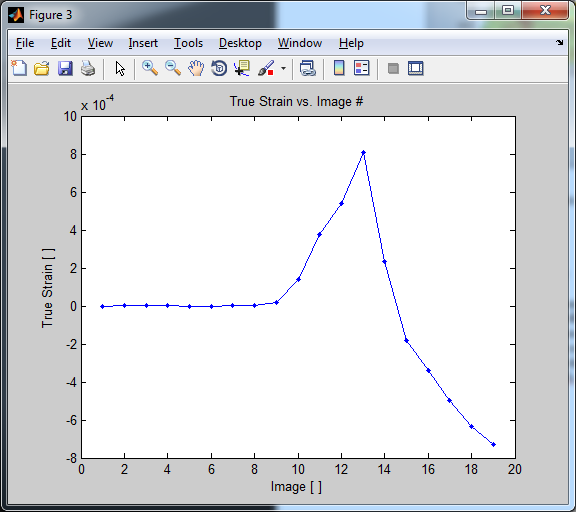 Figure 3
File Edit View Insert Tools Desktop Window Help
True Strain vs. Image #
x 10-4
10
8
6
4
2
0
-2
-4
-6
-8
True Strain [ ]
0 2 4 6 8 10 12 14 16 18 20
Image [ ]